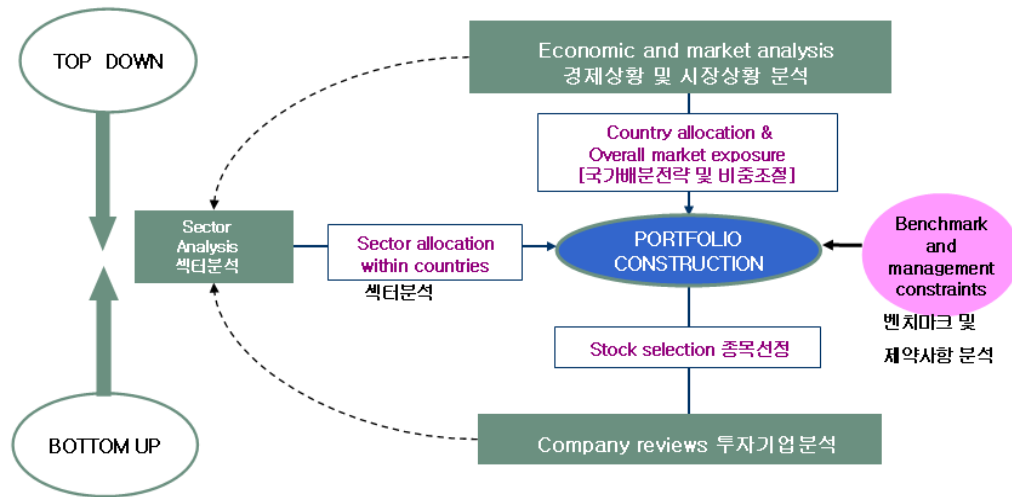 TOP DOWN
Economic and market analysis
경제상황 및 시장상황 분석
Country allocation &
Overall market exposure
[국가배분전략 및 비중조절]
Sector
Analysis
섹터분석
Sector allocation
within countries
섹터분석
PORTFOLIO
CONSTRUCTION
Benchmark
and
management
constraints
벤치마크 및
제약사항 분석
Stock selection 종목선정
BOTTOM UP
Company reviews 투자기업분석